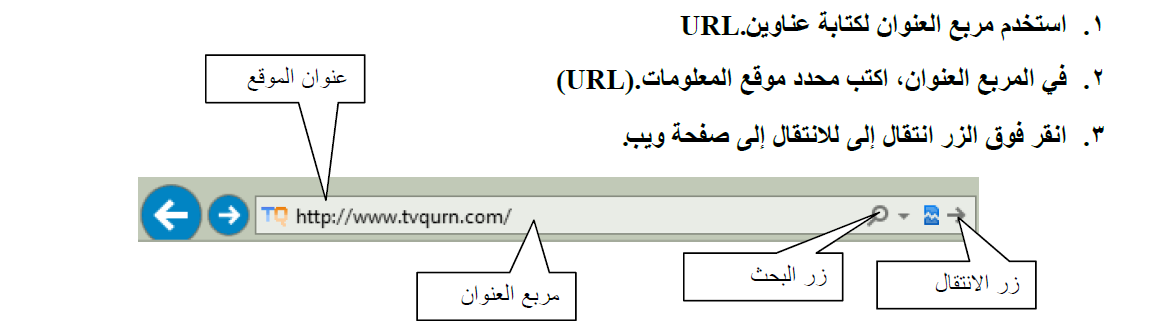 ١. استخدم مربع العنوان لكتابة عناوين.URL
٢. في المربع العنوان، اكتب محدد موقع المعلومات.(URL)
٣. انقر فوق الزر انتقال إلى للانتقال إلى صفحة ويب.
عنوان الموقع
TQ http://www.tvqurn.com/
مربع العنوان
زر البحث
زر الانتقال